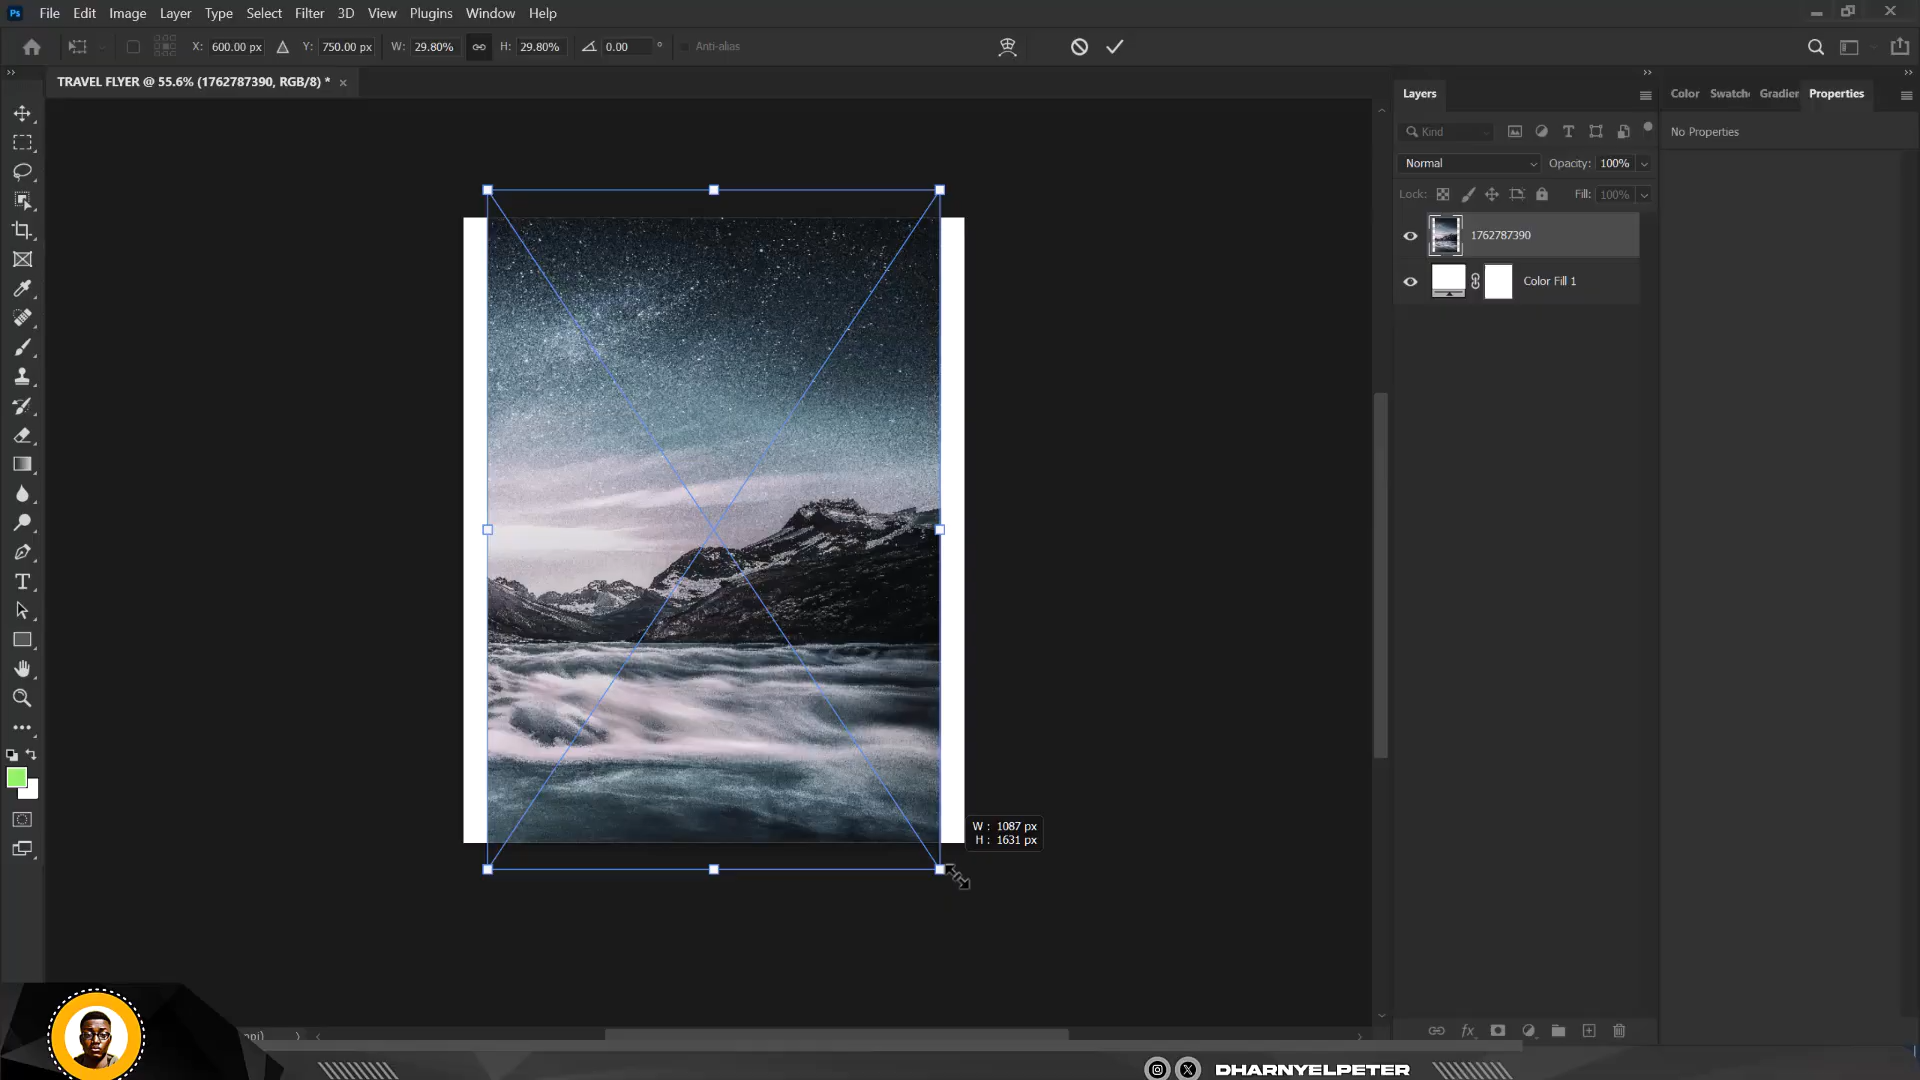 Ps File Edit Image Layer Type Select Filter 3D View Plugins Window Help
X: 600.00 px Y: 750.00 px W: 29.80% H: 29.80% 0.00 ° Anti-alias
TRAVEL FLYER @ 55.6% (1762787390, RGB/8) * ×
Layers
Color Swatch Gradien Properties
Kind
No Properties
Normal Opacity: 100%
Lock: Fill: 100%
1762787390
Color Fill 1
W : 1087 px
H : 1631 px
DHARNYELPETER